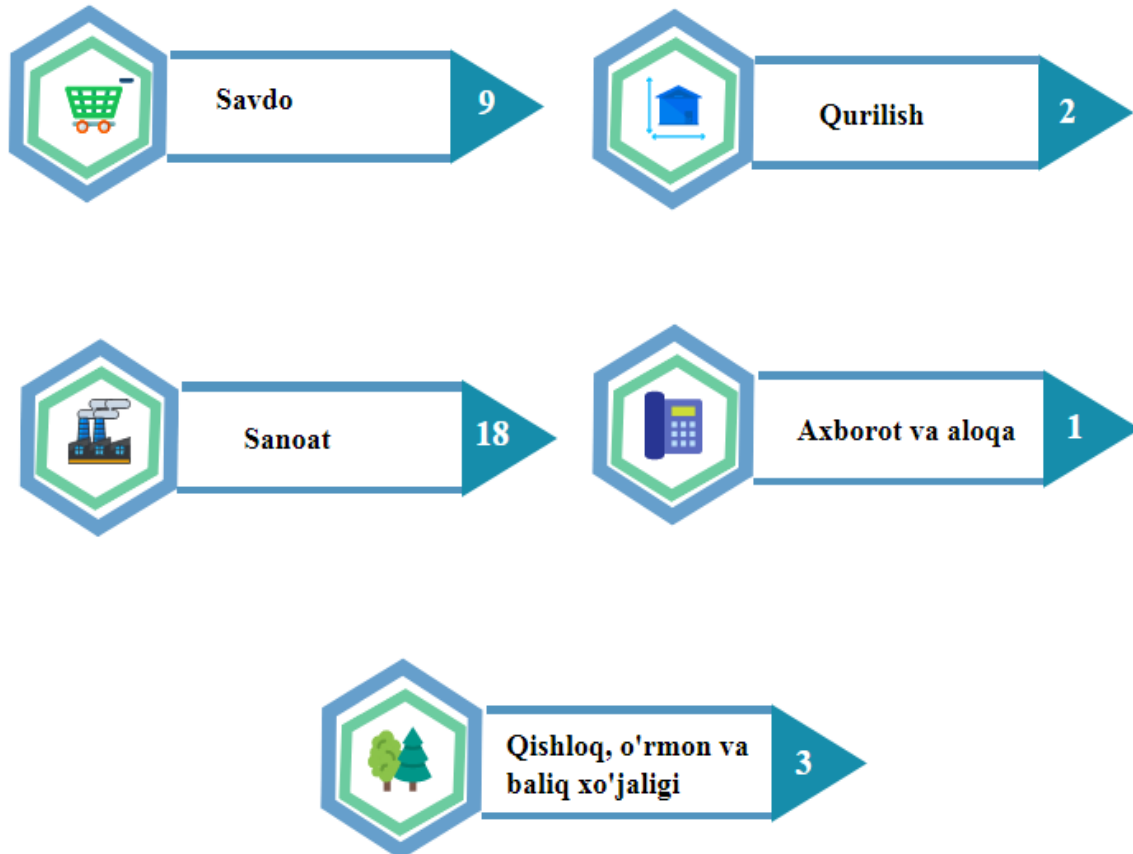 Savdo
9
Qurilish
2
Sanoat
18
Axborot va aloqa
1
Qishloq, o'rmon va
baliq xo'jaligi
3